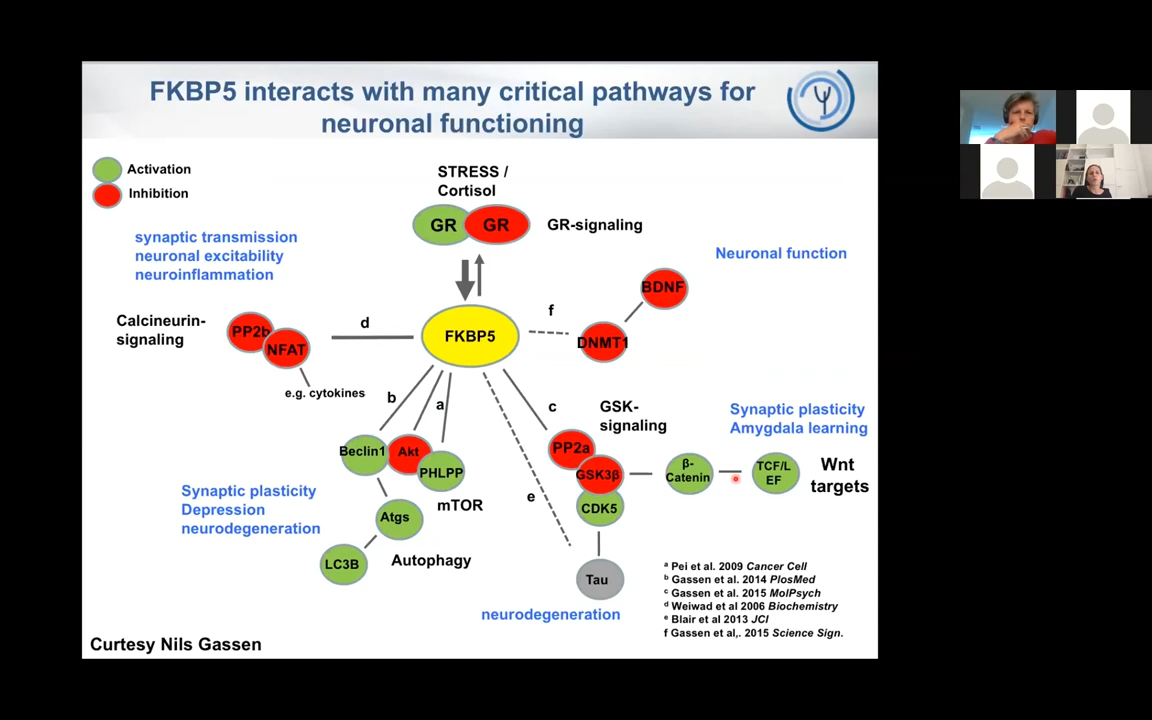 FKBP5 interacts with many critical pathways for
neuronal functioning
Activation
Inhibition
STRESS /
Cortisol
GR
GR
GR-signaling
synaptic transmission
neuronal excitability
neuroinflammation
Neuronal function
BDNF
f
DNMT1
Calcineurin-
signaling
PP2b
NFAT
d
FKBP5
e.g. cytokines
b
a
c
GSK-
signaling
Synaptic plasticity
Amygdala learning
Beclin1
Akt
PHLPP
PP2a
GSK3β
CDK5
β-
Catenin
TCF/L
EF
Wnt
targets
Synaptic plasticity
Depression
neurodegeneration
mTOR
e
Atgs
LC3B
Autophagy
Tau
neurodegeneration
a Pei et al. 2009 Cancer Cell
b Gassen et al. 2014 PlosMed
c Gassen et al. 2015 MolPsych
d Weiwad et al 2006 Biochemistry
e Blair et al 2013 JCI
f Gassen et al,. 2015 Science Sign.
Curtesy Nils Gassen